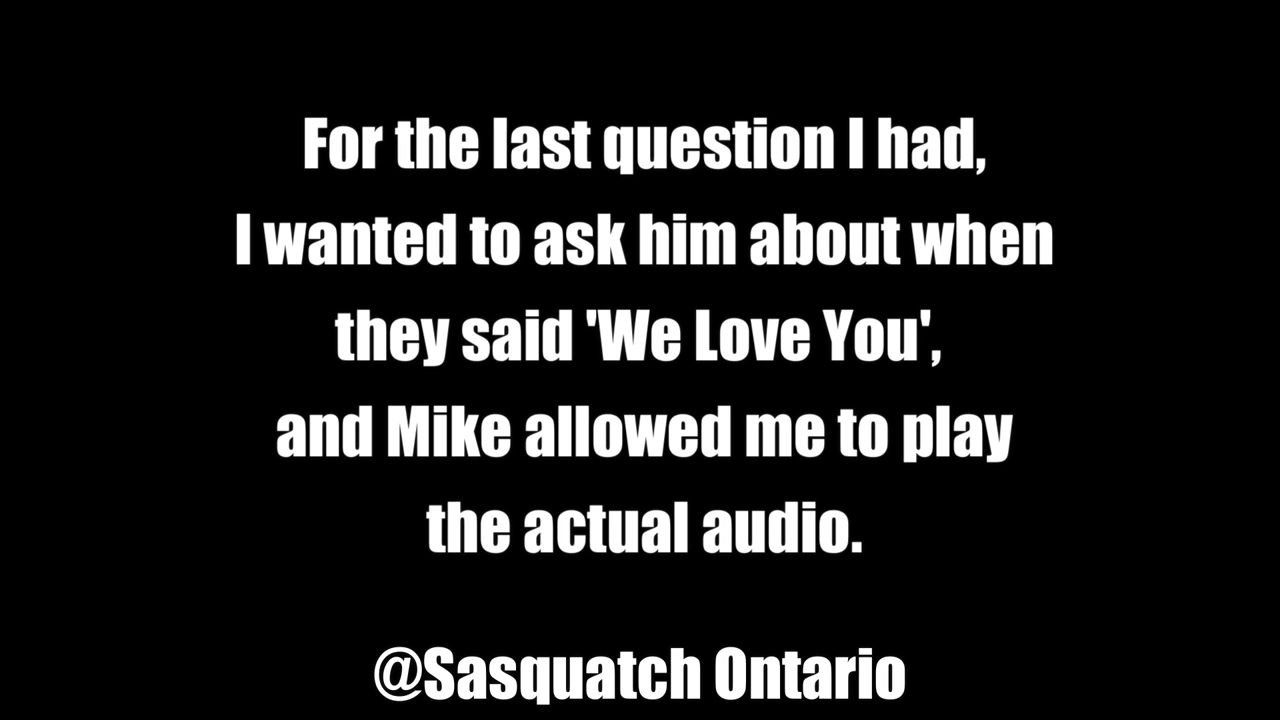 For the last question I had,
I wanted to ask him about when
they said 'We Love You',
and Mike allowed me to play
the actual audio.
@Sasquatch Ontario